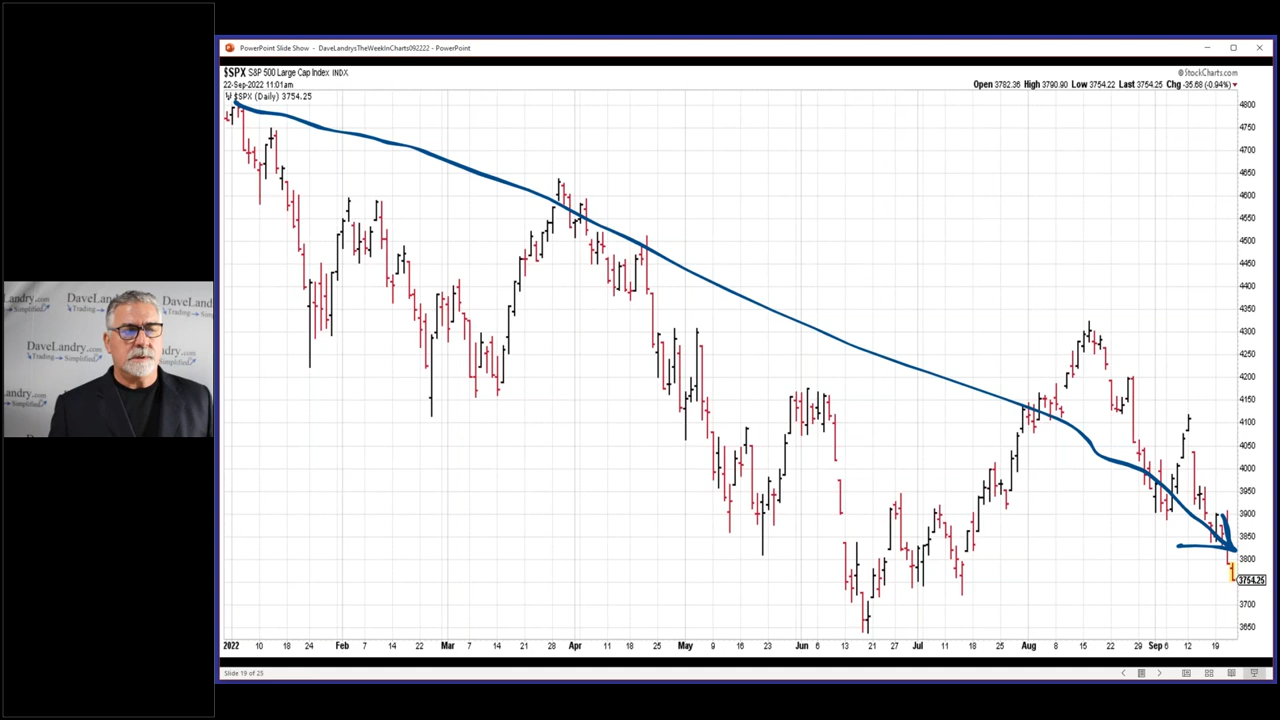 PowerPoint Slide Show - DaveLandrysTheWeekInCharts092222 - PowerPoint
$SPX S&P 500 Large Cap Index INDX
© StockCharts.com
22-Sep-2022 11:01am
Open 3782.36 High 3790.90 Low 3754.22 Last 3754.25 Chg -35.68 (-0.94%)
$SPX (Daily) 3754.25
4800
4750
4700
4650
4600
4550
4500
4450
4400
4350
4300
4250
4200
4150
4100
4050
4000
3950
3900
3850
3800
3754.25
3700
3650
2022 10 18 24 Feb 7 14 22 Mar 7 14 21 28 Apr 11 18 25 May 9 16 23 Jun 6 13 21 27 Jul 11 18 25 Aug 8 15 22 Sep 6 12 19
Slide 19 of 25
DaveLandry.com
Trading Simplified